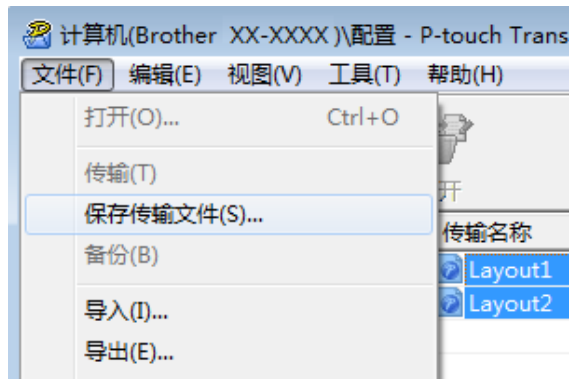 计算机(Brother XX-XXXX )\配置 - P-touch Trans
文件(F) 编辑(E) 视图(V) 工具(T) 帮助(H)
打开(O)... Ctrl+O
传输(T)
开
保存传输文件(S)...
传输名称
备份(B)
Layout1
导入(I)...
Layout2
导出(E)...